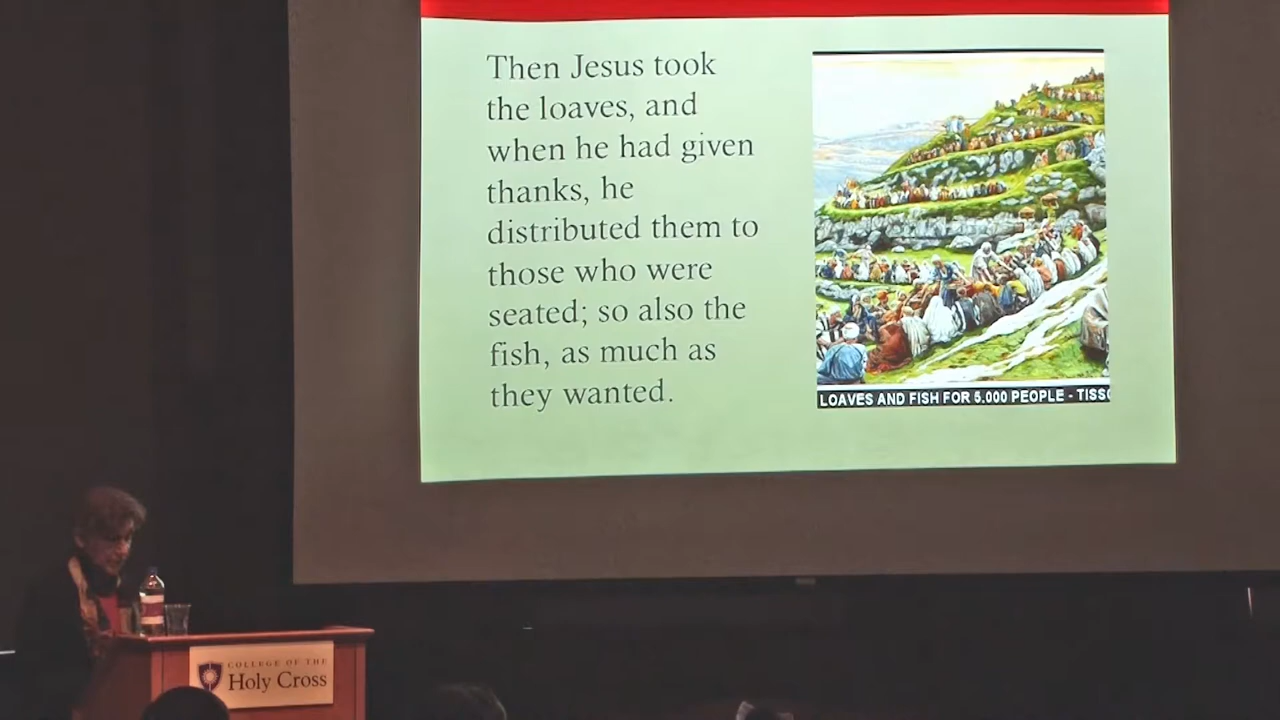 Then Jesus took
the loaves, and
when he had given
thanks, he
distributed them to
those who were
seated; so also the
fish, as much as
they wanted.
LOAVES AND FISH FOR 5,000 PEOPLE - TISSO
COLLEGE OF THE
Holy Cross